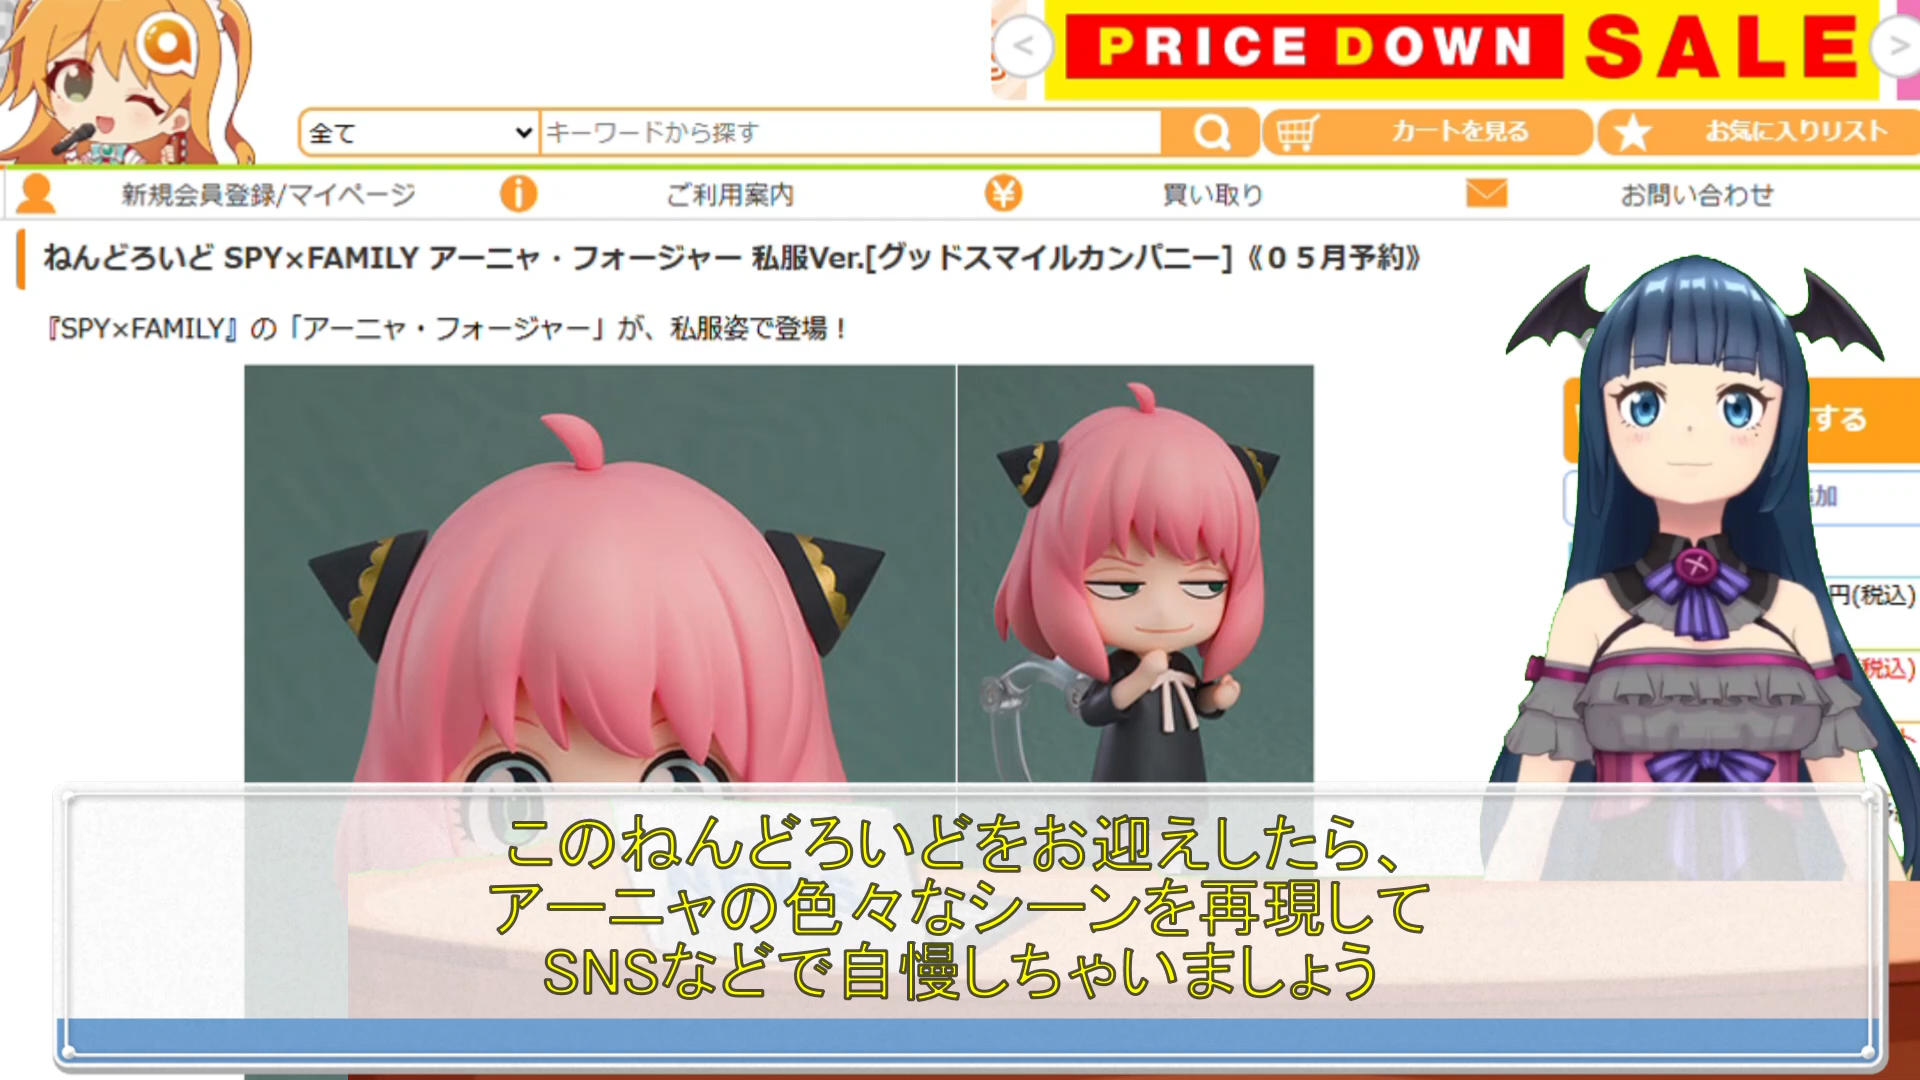 PRICE DOWN SALE
<
>
全て
キーワードから探す
カートを見る
お気に入りリスト
新規会員登録/マイページ
ご利用案内
買い取り
お問い合わせ
ねんどろいど SPY×FAMILY アーニャ・フォージャー 私服Ver.[グッドスマイルカンパニー]《０５月予約》
『SPY×FAMILY』の「アーニャ・フォージャー」が、私服姿で登場！
する
追加
円(税込)
税込)
このねんどろいどをお迎えしたら、
アーニャの色々なシーンを再現して
SNSなどで自慢しちゃいましょう